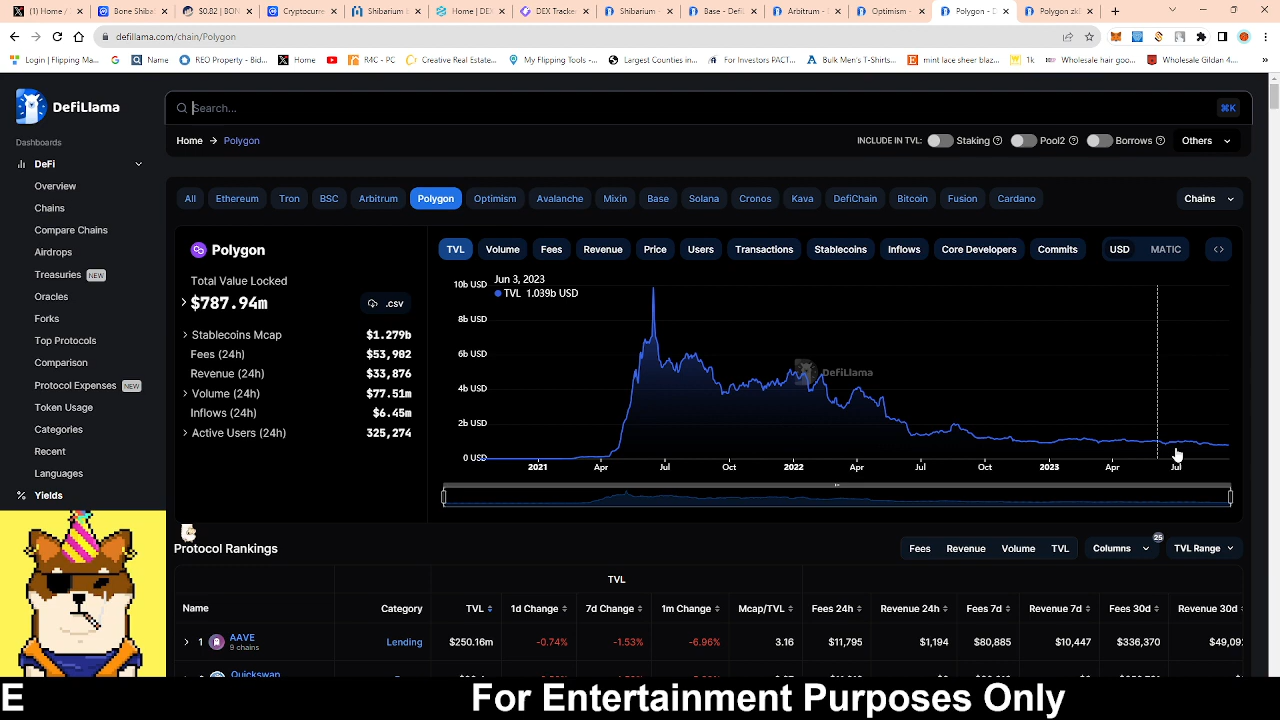 (1) Home /
Bone Shiba
$0.82 | BON
Cryptocurre
Shibarium B
Home | DEX
DEX Tracker
Shibarium -
Base - Defil
Arbitrum -
Optimism -
Polygon - D
Polygon zkI
defillama.com/chain/Polygon
Login | Flipping Ma...
Name
REO Property - Bid...
Home
R4C - PC
Creative Real Estate...
My Flipping Tools -...
Largest Counties in...
For Investors PACT...
Bulk Men's T-Shirts...
mint lace sheer blaz...
1k
Wholesale hair goo...
Wholesale Gildan 4...
DefiLlama
Search...
⌘K
Home → Polygon
INCLUDE IN TVL: Staking Pool2 Borrows Others
Dashboards
DeFi
Overview
Chains
Compare Chains
Airdrops
Treasuries NEW
Oracles
Forks
Top Protocols
Comparison
Protocol Expenses NEW
Token Usage
Categories
Recent
Languages
Yields
All Ethereum Tron BSC Arbitrum Polygon Optimism Avalanche Mixin Base Solana Cronos Kava DefiChain Bitcoin Fusion Cardano Chains
Polygon
Total Value Locked
$787.94m .csv
Stablecoins Mcap $1.279b
Fees (24h) $53,902
Revenue (24h) $33,876
Volume (24h) $77.51m
Inflows (24h) $6.45m
Active Users (24h) 325,274
TVL Volume Fees Revenue Price Users Transactions Stablecoins Inflows Core Developers Commits USD MATIC
Jun 3, 2023
TVL 1.039b USD
10b USD
8b USD
6b USD
4b USD
2b USD
0 USD
DefiLlama
2021 Apr Jul Oct 2022 Apr Jul Oct 2023 Apr Jul
Protocol Rankings
Fees Revenue Volume TVL Columns 25 TVL Range
TVL
Name Category TVL 1d Change 7d Change 1m Change Mcap/TVL Fees 24h Revenue 24h Fees 7d Revenue 7d Fees 30d Revenue 30d
1 AAVE Lending $250.16m -0.74% -1.53% -6.96% 3.16 $11,795 $1,194 $80,885 $10,447 $336,370 $49,09
9 chains
Quickswap
E
For Entertainment Purposes Only